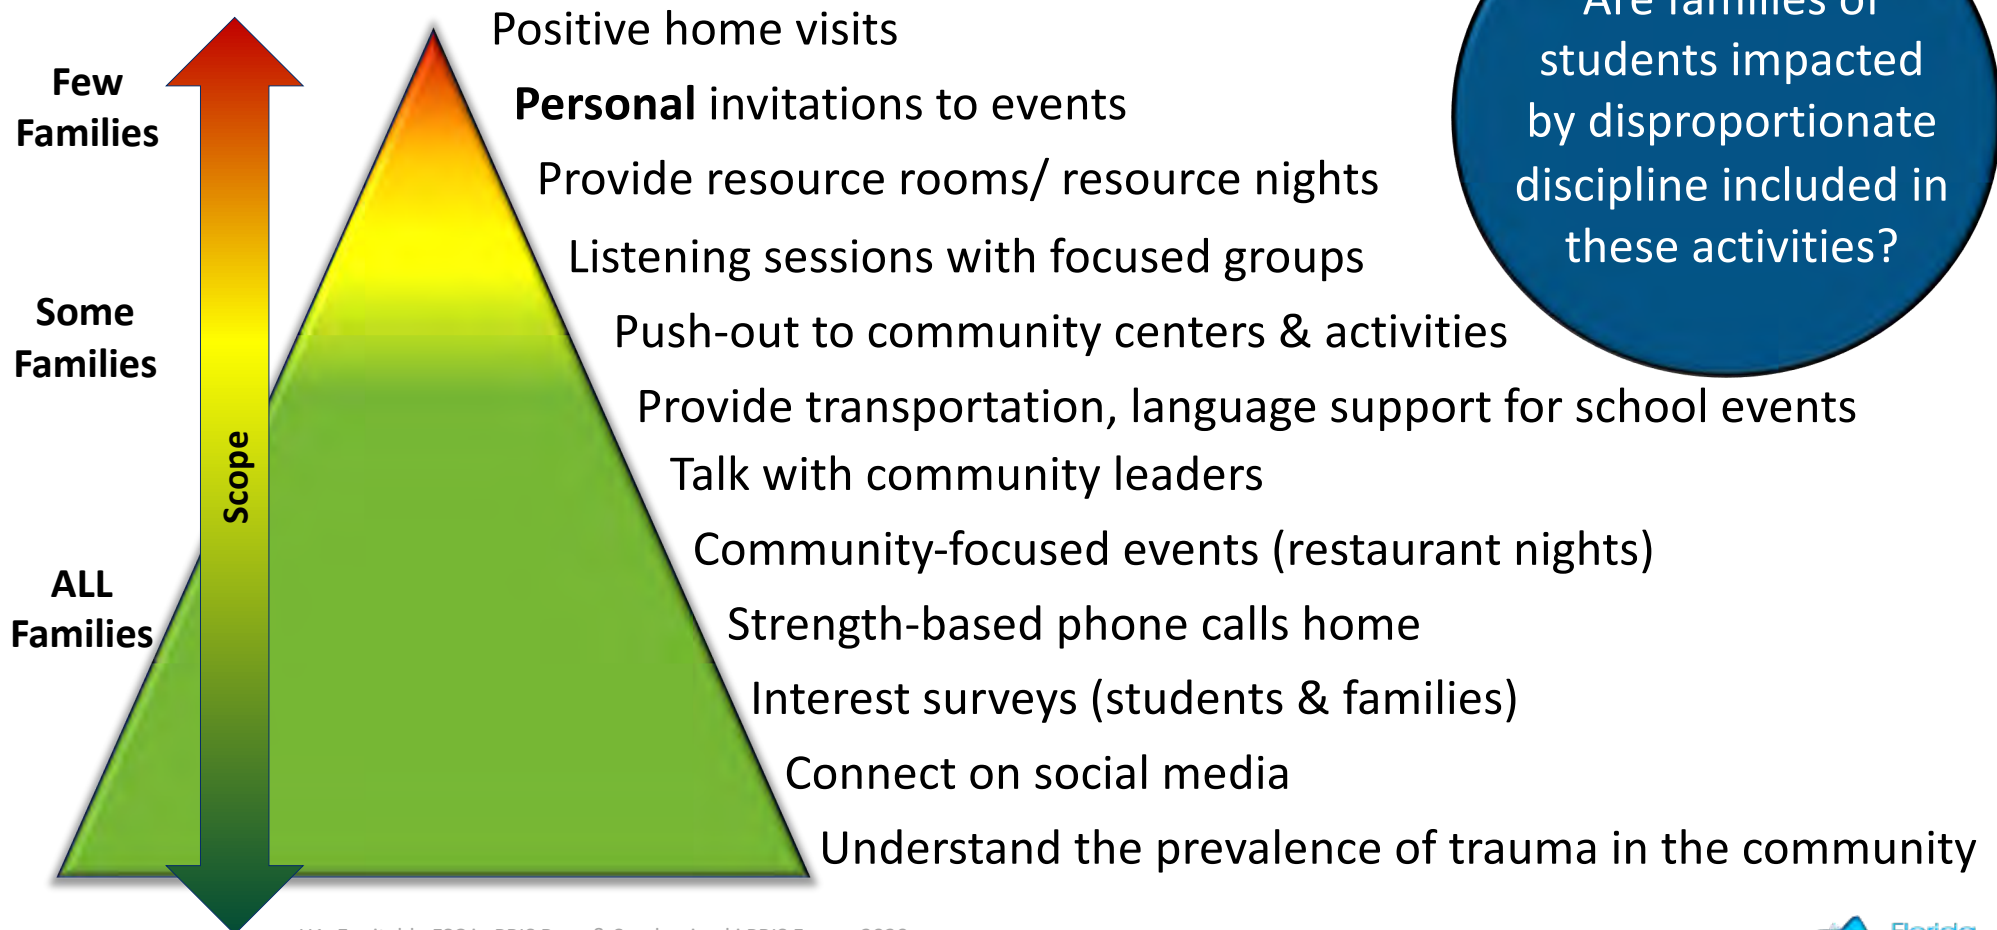 Positive home visits
Personal invitations to events
Provide resource rooms/ resource nights
Listening sessions with focused groups
Push-out to community centers & activities
Provide transportation, language support for school events
Talk with community leaders
Community-focused events (restaurant nights)
Strength-based phone calls home
Interest surveys (students & families)
Connect on social media
Understand the prevalence of trauma in the community
Few
Families
Some
Families
ALL
Families
Scope
Are families of
students impacted
by disproportionate
discipline included in
these activities?
Florida